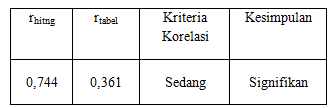 rhitng rtabel Kriteria Korelasi Kesimpulan
0,744 0,361 Sedang Signifikan